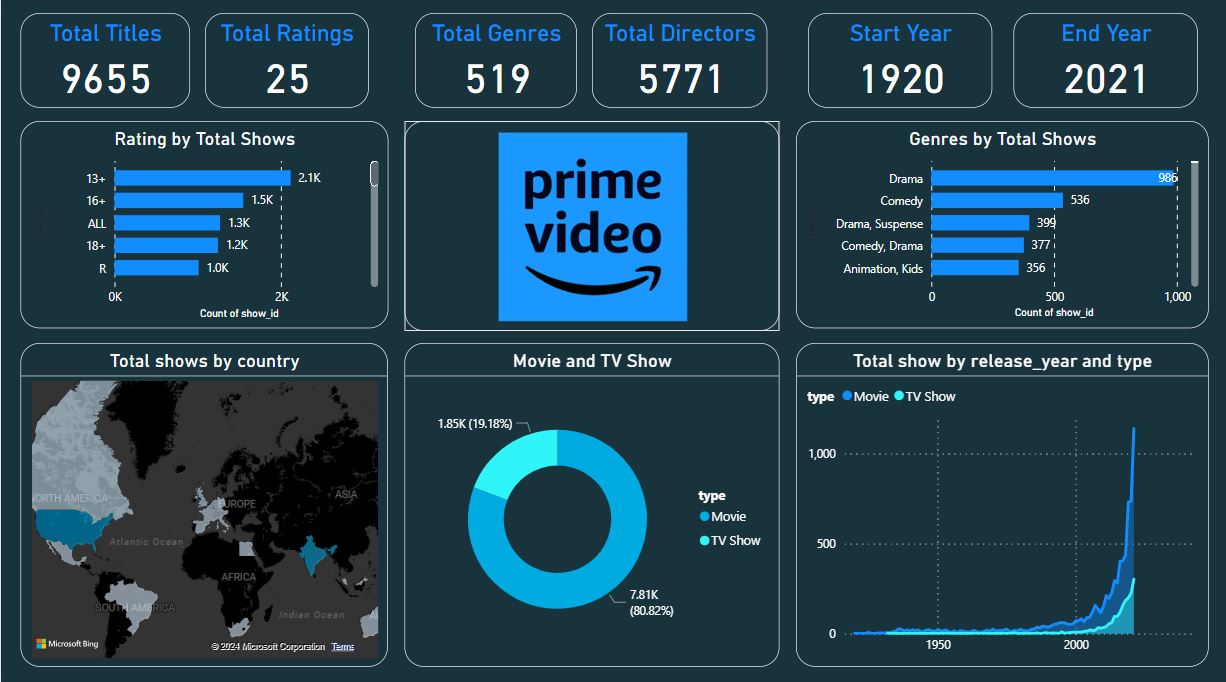 Total Titles
9655
Total Ratings
25
Total Genres
519
Total Directors
5771
Start Year
1920
End Year
2021
Rating by Total Shows
13+
2.1K
16+
1.5K
ALL
1.3K
18+
1.2K
R
1.0K
0K
2K
Count of show_id
rating
prime
video
Genres by Total Shows
Drama
986
Comedy
536
Drama, Suspense
399
Comedy, Drama
377
Animation, Kids
356
0
500
1,000
Count of show_id
Total shows by country
NORTH AMERICA
EUROPE
ASIA
Atlantic Ocean
AFRICA
SOUTH AMERICA
Indian Ocean
A
Microsoft Bing
© 2024 Microsoft Corporation Terms
Movie and TV Show
1.85K (19.18%)
7.81K
(80.82%)
type
Movie
TV Show
Total show by release_year and type
type Movie TV Show
1,000
500
0
1950
2000